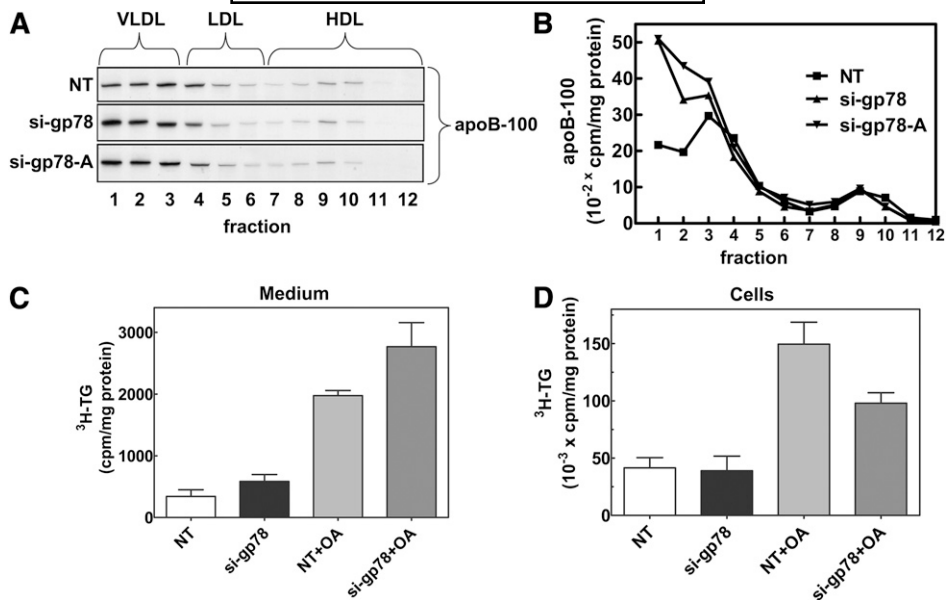 A
VLDL LDL HDL
NT
si-gp78
si-gp78-A
apoB-100
1 2 3 4 5 6 7 8 9 10 11 12
fraction
B
apoB-100
(10⁻² x cpm/mg protein)
50
40
30
20
10
0
NT
si-gp78
si-gp78-A
1 2 3 4 5 6 7 8 9 10 11 12
fraction
C
Medium
³H-TG
(cpm/mg protein)
3000
2000
1000
0
NT
si-gp78
NT+OA
si-gp78+OA
D
Cells
³H-TG
(10⁻³ x cpm/mg protein)
150
100
50
0
NT
si-gp78
NT+OA
si-gp78+OA